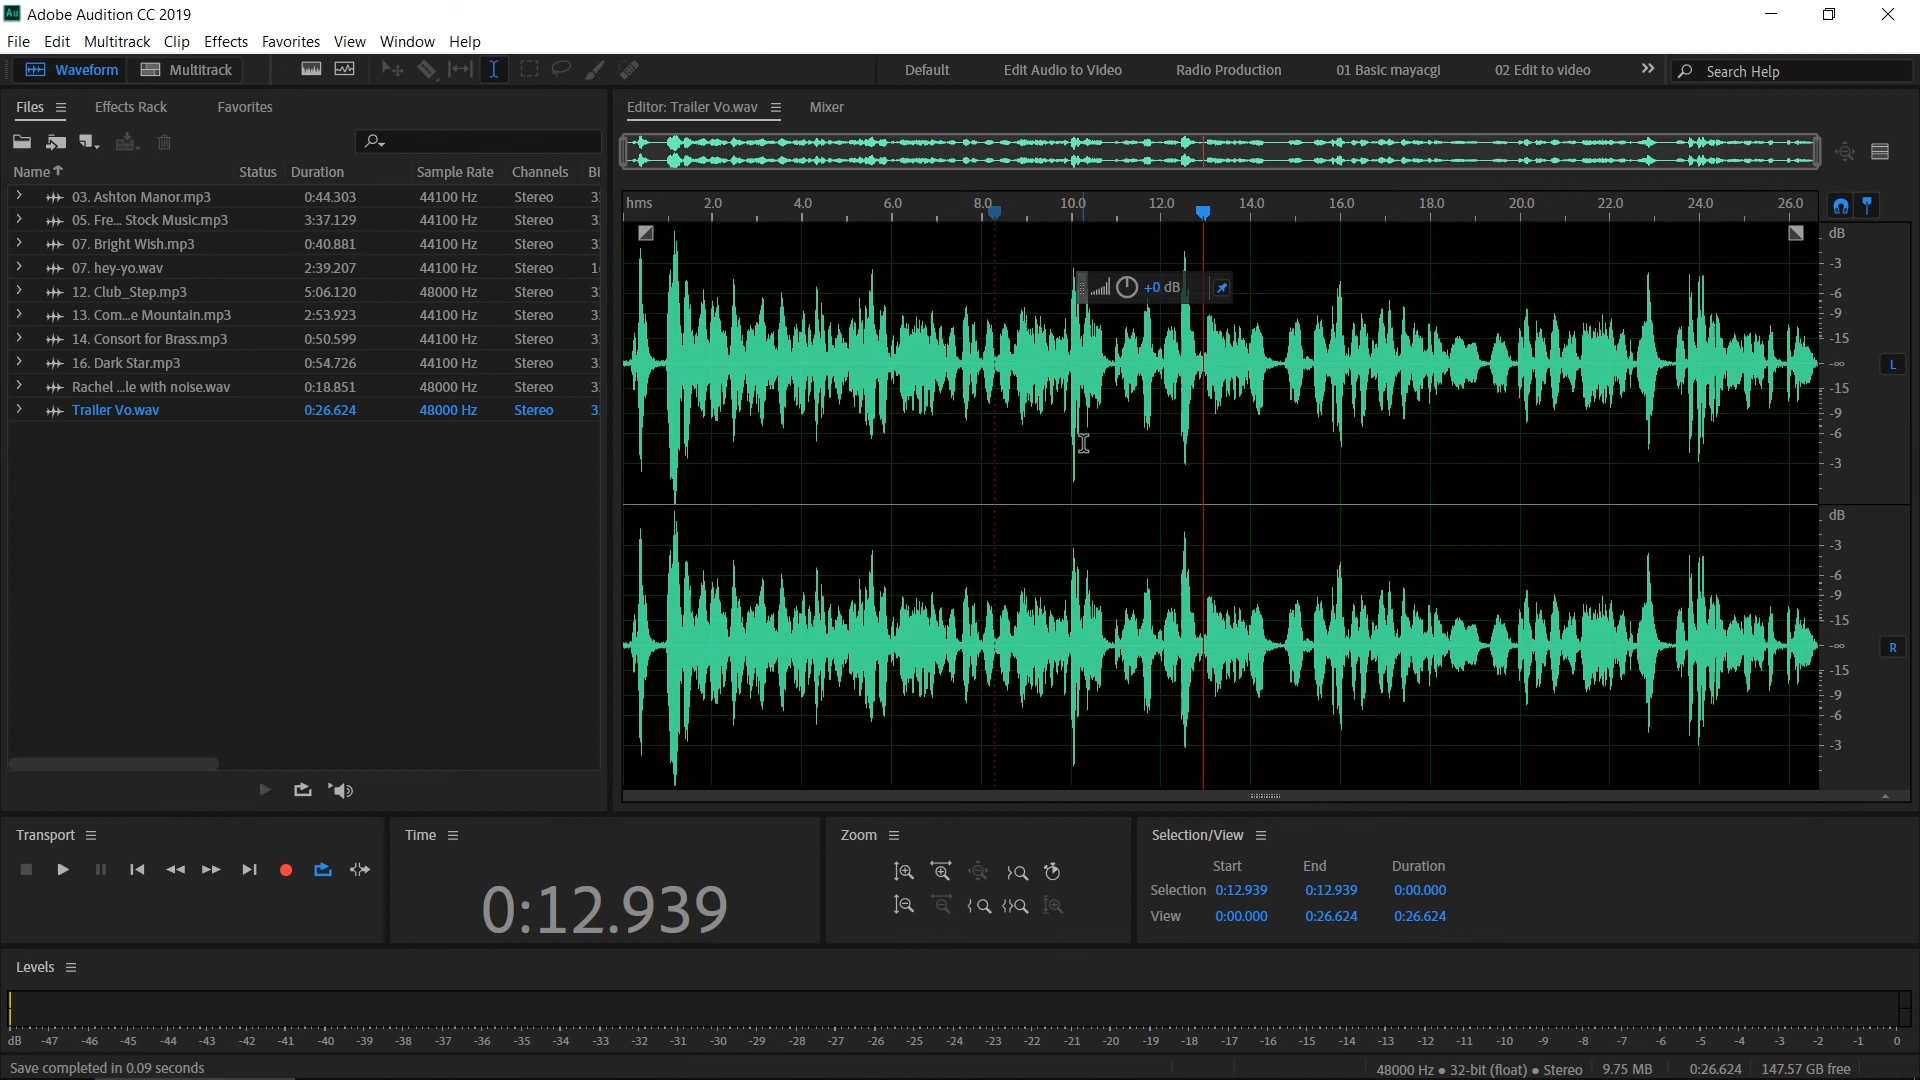 Au Adobe Audition CC 2019
File Edit Multitrack Clip Effects Favorites View Window Help
Waveform Multitrack Default Edit Audio to Video Radio Production 01 Basic mayacgi 02 Edit to video » Search Help
Files Effects Rack Favorites
Name Status Duration Sample Rate Channels Bi
03. Ashton Manor.mp3 0:44.303 44100 Hz Stereo 3
05. Fre... Stock Music.mp3 3:37.129 44100 Hz Stereo 3
07. Bright Wish.mp3 0:40.881 44100 Hz Stereo 3
07. hey-yo.wav 2:39.207 44100 Hz Stereo 1
12. Club_Step.mp3 5:06.120 48000 Hz Stereo 3
13. Com...e Mountain.mp3 2:53.923 44100 Hz Stereo 3
14. Consort for Brass.mp3 0:50.599 44100 Hz Stereo 3
16. Dark Star.mp3 0:54.726 44100 Hz Stereo 3
Rachel ...le with noise.wav 0:18.851 48000 Hz Stereo 3
Trailer Vo.wav 0:26.624 48000 Hz Stereo 3
Editor: Trailer Vo.wav Mixer
hms 2.0 4.0 6.0 8.0 10.0 12.0 14.0 16.0 18.0 20.0 22.0 24.0 26.0
+0 dB
dB
-3
-6
-9
-15
-∞
-15
-9
-6
-3
L
dB
-3
-6
-9
-15
-∞
-15
-9
-6
-3
R
Transport
Time
0:12.939
Zoom
Selection/View
Start End Duration
Selection 0:12.939 0:12.939 0:00.000
View 0:00.000 0:26.624 0:26.624
Levels
dB -47 -46 -45 -44 -43 -42 -41 -40 -39 -38 -37 -36 -35 -34 -33 -32 -31 -30 -29 -28 -27 -26 -25 -24 -23 -22 -21 -20 -19 -18 -17 -16 -15 -14 -13 -12 -11 -10 -9 -8 -7 -6 -5 -4 -3 -2 -1 0
Save completed in 0.09 seconds 48000 Hz ● 32-bit (float) ● Stereo 9.75 MB 0:26.624 147.57 GB free